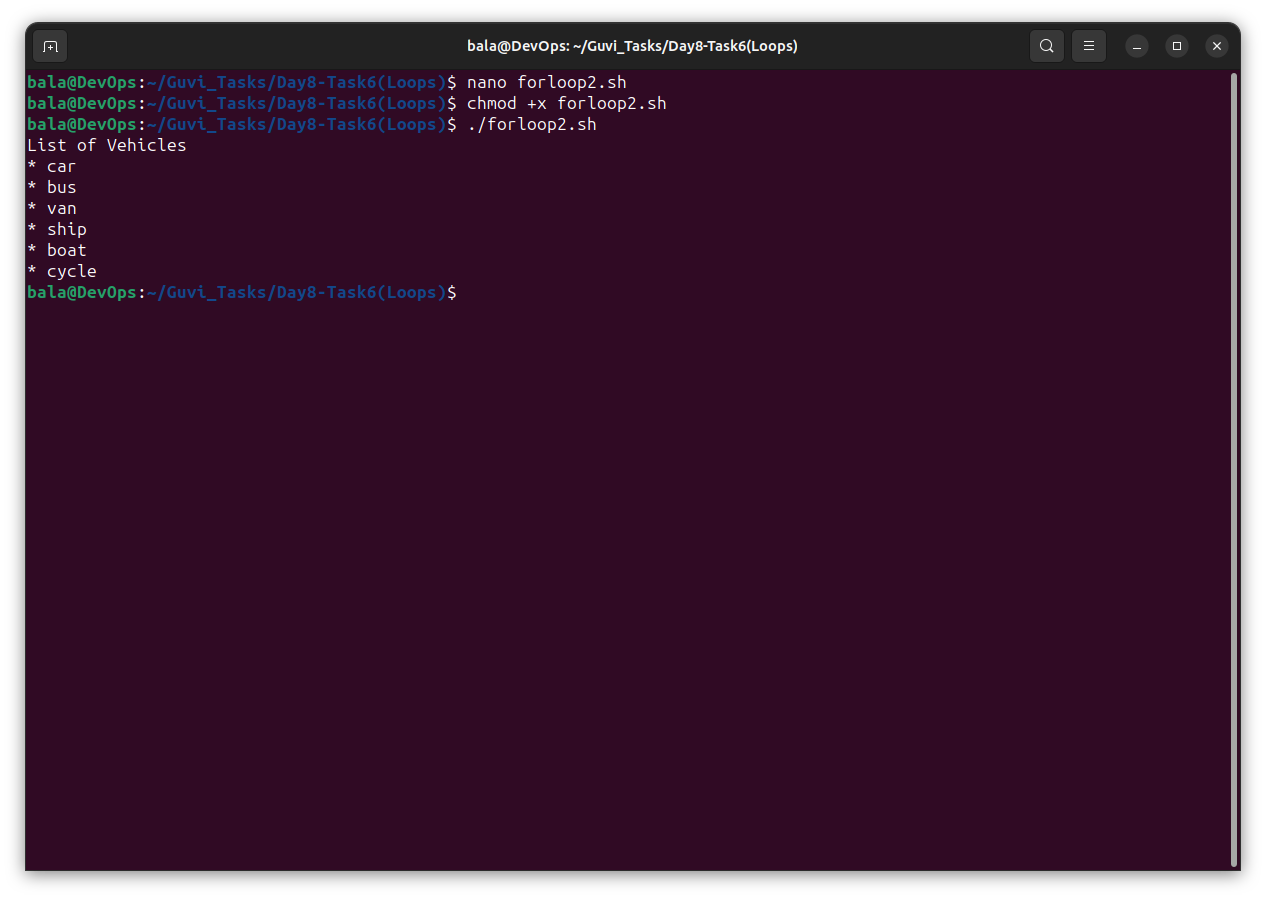 bala@DevOps: ~/Guvi_Tasks/Day8-Task6(Loops)
bala@DevOps:~/Guvi_Tasks/Day8-Task6(Loops)$ nano forloop2.sh
bala@DevOps:~/Guvi_Tasks/Day8-Task6(Loops)$ chmod +x forloop2.sh
bala@DevOps:~/Guvi_Tasks/Day8-Task6(Loops)$ ./forloop2.sh
List of Vehicles
* car
* bus
* van
* ship
* boat
* cycle
bala@DevOps:~/Guvi_Tasks/Day8-Task6(Loops)$